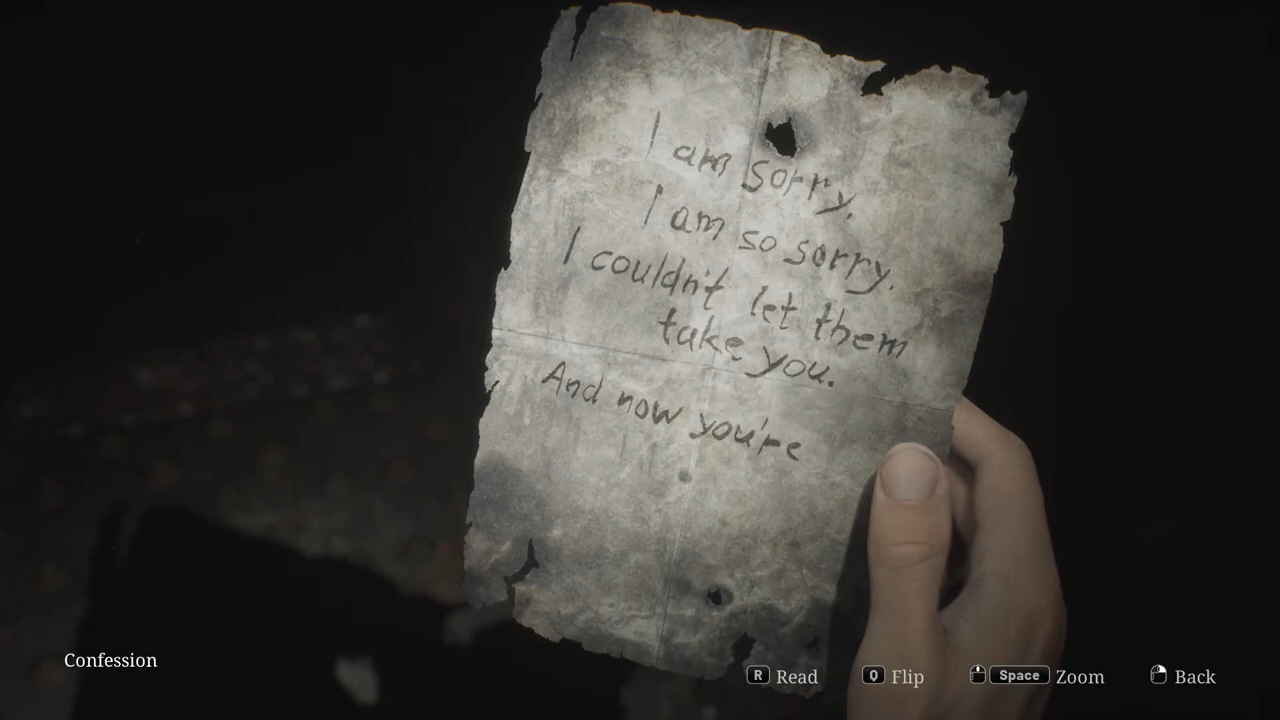 I am sorry.
I am so sorry.
I couldn't let them
take you.
And now you're
Confession
R Read
Q Flip
Space Zoom
Back